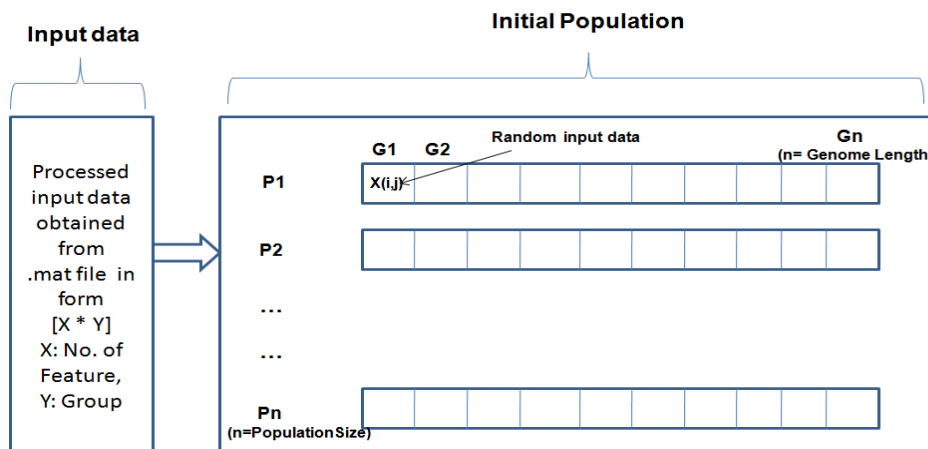 Input data
Initial Population
Processed
input data
obtained
from
.mat file in
form
[X * Y]
X: No. of
Feature,
Y: Group
Random input data
G1 G2 Gn
(n= Genome Length
P1 X(i,j)
P2
...
...
Pn
(n=PopulationSize)